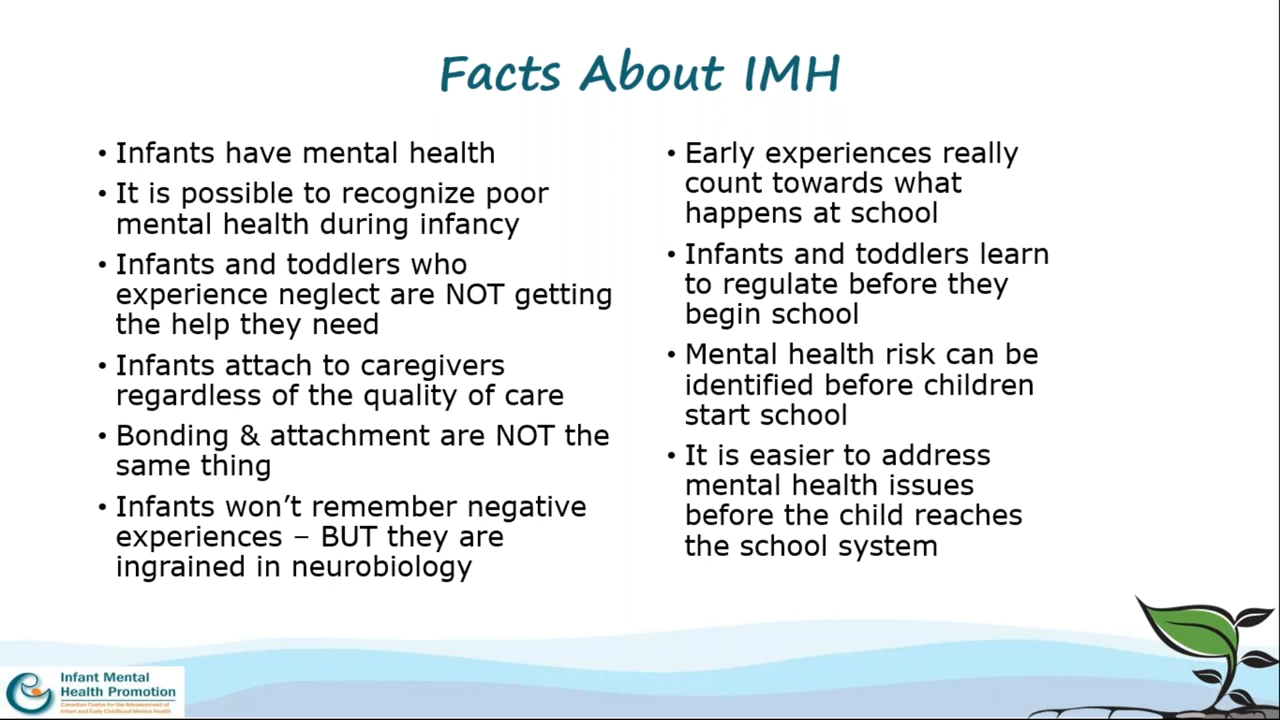 Facts About IMH
• Infants have mental health
• It is possible to recognize poor
mental health during infancy
• Infants and toddlers who
experience neglect are NOT getting
the help they need
• Infants attach to caregivers
regardless of the quality of care
• Bonding & attachment are NOT the
same thing
• Infants won’t remember negative
experiences – BUT they are
ingrained in neurobiology
• Early experiences really
count towards what
happens at school
• Infants and toddlers learn
to regulate before they
begin school
• Mental health risk can be
identified before children
start school
• It is easier to address
mental health issues
before the child reaches
the school system
Infant Mental
Health Promotion
Canadian Centre for the Advancement of
Infant and Early Childhood Mental Health